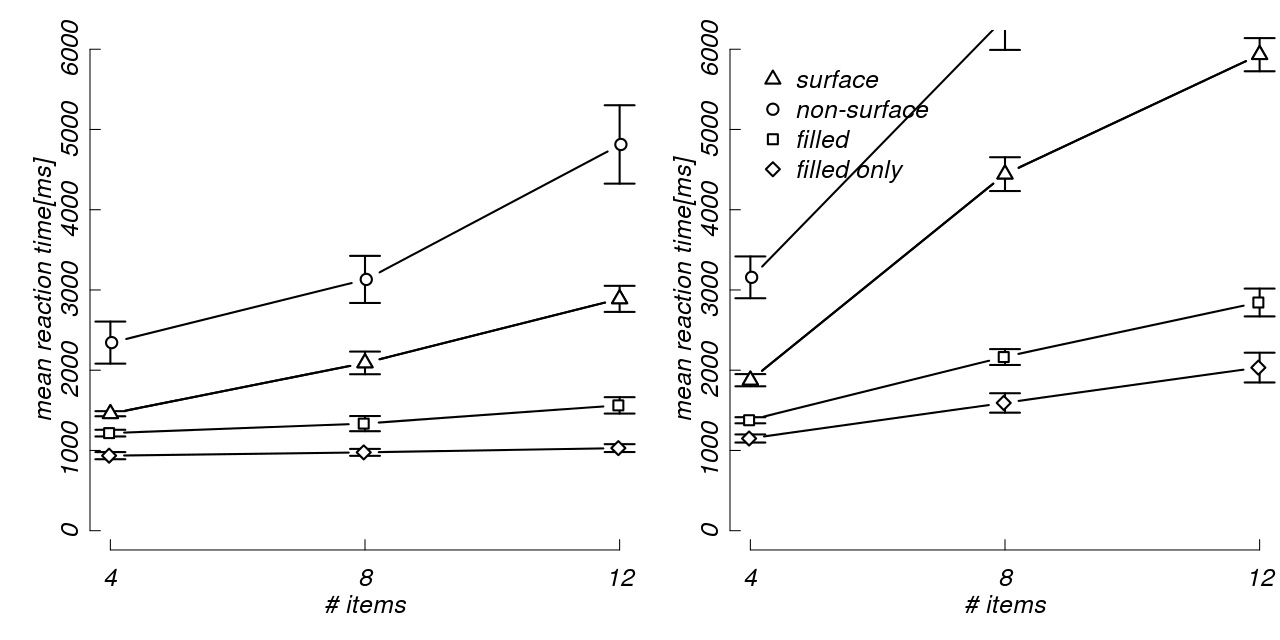 6000
5000
4000
3000
2000
1000
0
mean reaction time[ms]
4 8 12
# items
6000
5000
4000
3000
2000
1000
0
mean reaction time[ms]
surface
non-surface
filled
filled only
4 8 12
# items